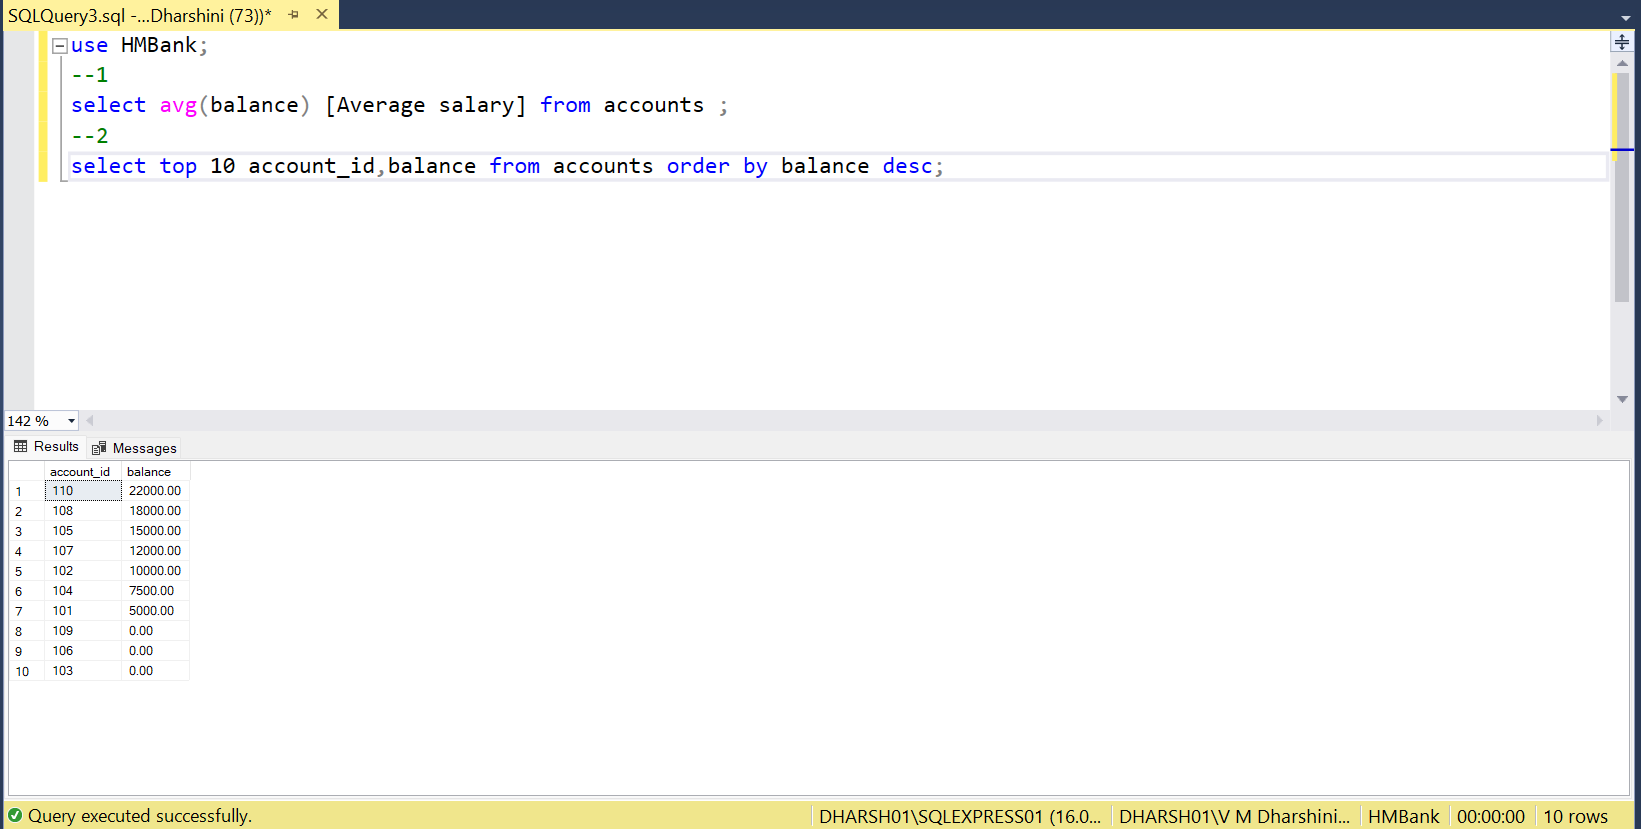 SQLQuery3.sql -...Dharshini (73))*
use HMBank;
--1
select avg(balance) [Average salary] from accounts ;
--2
select top 10 account_id,balance from accounts order by balance desc;
142 %
Results Messages
account_id balance
1 110 22000.00
2 108 18000.00
3 105 15000.00
4 107 12000.00
5 102 10000.00
6 104 7500.00
7 101 5000.00
8 109 0.00
9 106 0.00
10 103 0.00
Query executed successfully. DHARSH01\SQLEXPRESS01 (16.0... DHARSH01\V M Dharshini... HMBank 00:00:00 10 rows